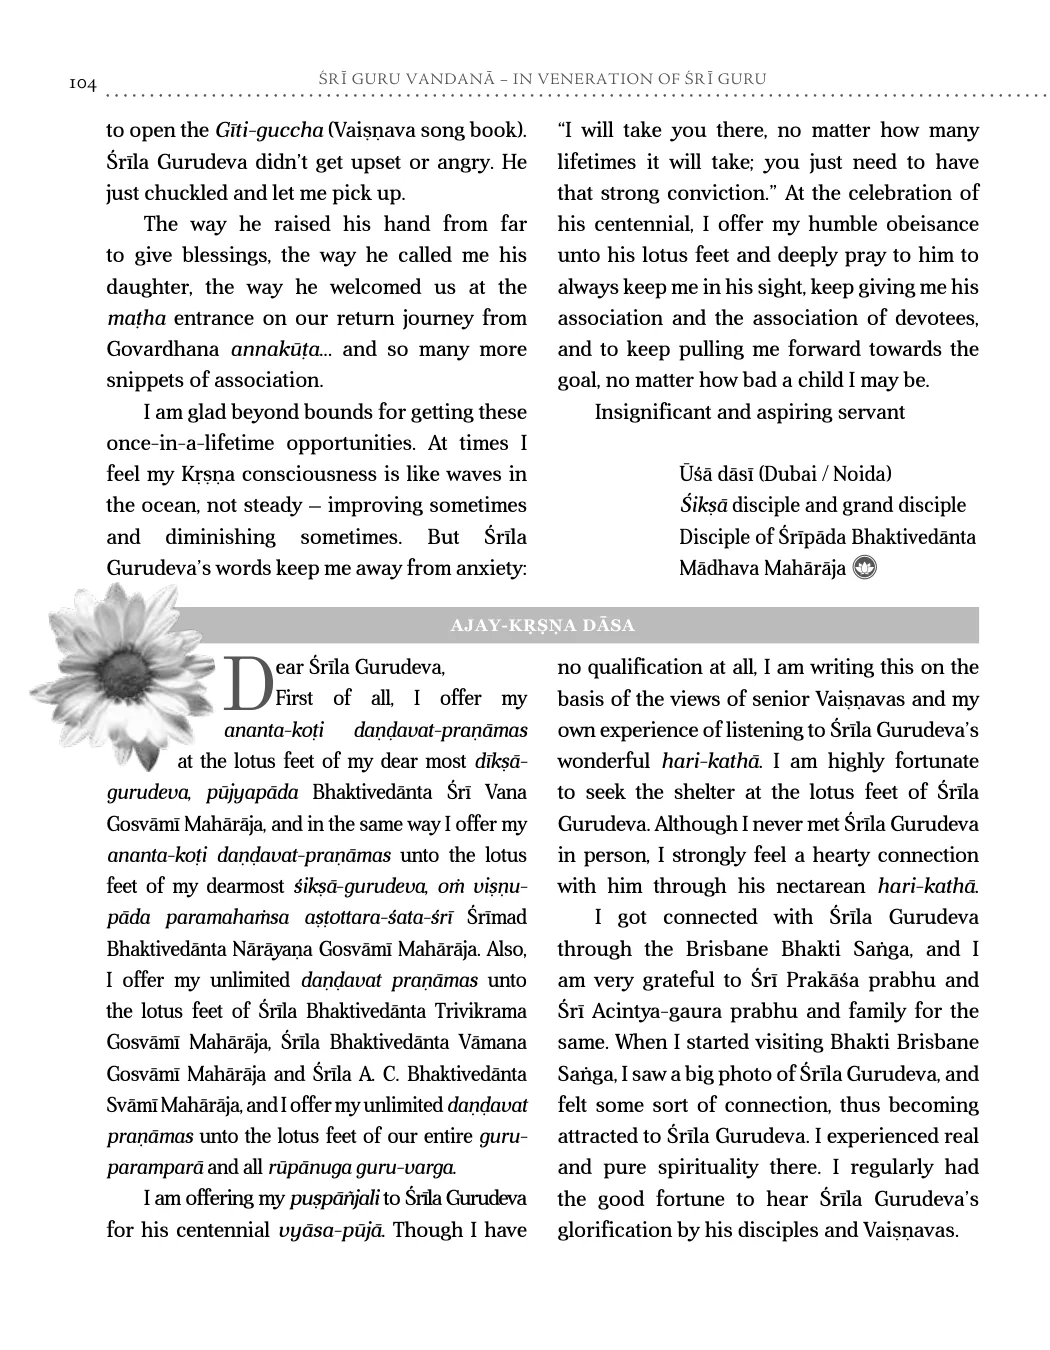 104
ŚRĪ GURU VANDANĀ – IN VENERATION OF ŚRĪ GURU
to open the Gīti-guccha (Vaiṣṇava song book).
Śrīla Gurudeva didn’t get upset or angry. He
just chuckled and let me pick up.
The way he raised his hand from far
to give blessings, the way he called me his
daughter, the way he welcomed us at the
maṭha entrance on our return journey from
Govardhana annakūṭa... and so many more
snippets of association.
I am glad beyond bounds for getting these
once-in-a-lifetime opportunities. At times I
feel my Kṛṣṇa consciousness is like waves in
the ocean, not steady – improving sometimes
and diminishing sometimes. But Śrīla
Gurudeva’s words keep me away from anxiety:
“I will take you there, no matter how many
lifetimes it will take; you just need to have
that strong conviction.” At the celebration of
his centennial, I offer my humble obeisance
unto his lotus feet and deeply pray to him to
always keep me in his sight, keep giving me his
association and the association of devotees,
and to keep pulling me forward towards the
goal, no matter how bad a child I may be.
Insignificant and aspiring servant
Ūśā dāsī (Dubai / Noida)
Śikṣā disciple and grand disciple
Disciple of Śrīpāda Bhaktivedānta
Mādhava Mahārāja
AJAY-KṚṢṆA DĀSA
Dear Śrīla Gurudeva,
First of all, I offer my
ananta-koṭi daṇḍavat-praṇāmas
at the lotus feet of my dear most dīkṣā-
gurudeva, pūjyapāda Bhaktivedānta Śrī Vana
Gosvāmī Mahārāja, and in the same way I offer my
ananta-koṭi daṇḍavat-praṇāmas unto the lotus
feet of my dearmost śikṣā-gurudeva, oṁ viṣṇu-
pāda paramahaṁsa aṣṭottara-śata-śrī Śrīmad
Bhaktivedānta Nārāyaṇa Gosvāmī Mahārāja. Also,
I offer my unlimited daṇḍavat praṇāmas unto
the lotus feet of Śrīla Bhaktivedānta Trivikrama
Gosvāmī Mahārāja, Śrīla Bhaktivedānta Vāmana
Gosvāmī Mahārāja and Śrīla A. C. Bhaktivedānta
Svāmī Mahārāja, and I offer my unlimited daṇḍavat
praṇāmas unto the lotus feet of our entire guru-
paramparā and all rūpānuga guru-varga.
I am offering my puṣpāñjali to Śrīla Gurudeva
for his centennial vyāsa-pūjā. Though I have
no qualification at all, I am writing this on the
basis of the views of senior Vaiṣṇavas and my
own experience of listening to Śrīla Gurudeva’s
wonderful hari-kathā. I am highly fortunate
to seek the shelter at the lotus feet of Śrīla
Gurudeva. Although I never met Śrīla Gurudeva
in person, I strongly feel a hearty connection
with him through his nectarean hari-kathā.
I got connected with Śrīla Gurudeva
through the Brisbane Bhakti Saṅga, and I
am very grateful to Śrī Prakāśa prabhu and
Śrī Acintya-gaura prabhu and family for the
same. When I started visiting Bhakti Brisbane
Saṅga, I saw a big photo of Śrīla Gurudeva, and
felt some sort of connection, thus becoming
attracted to Śrīla Gurudeva. I experienced real
and pure spirituality there. I regularly had
the good fortune to hear Śrīla Gurudeva’s
glorification by his disciples and Vaiṣṇavas.